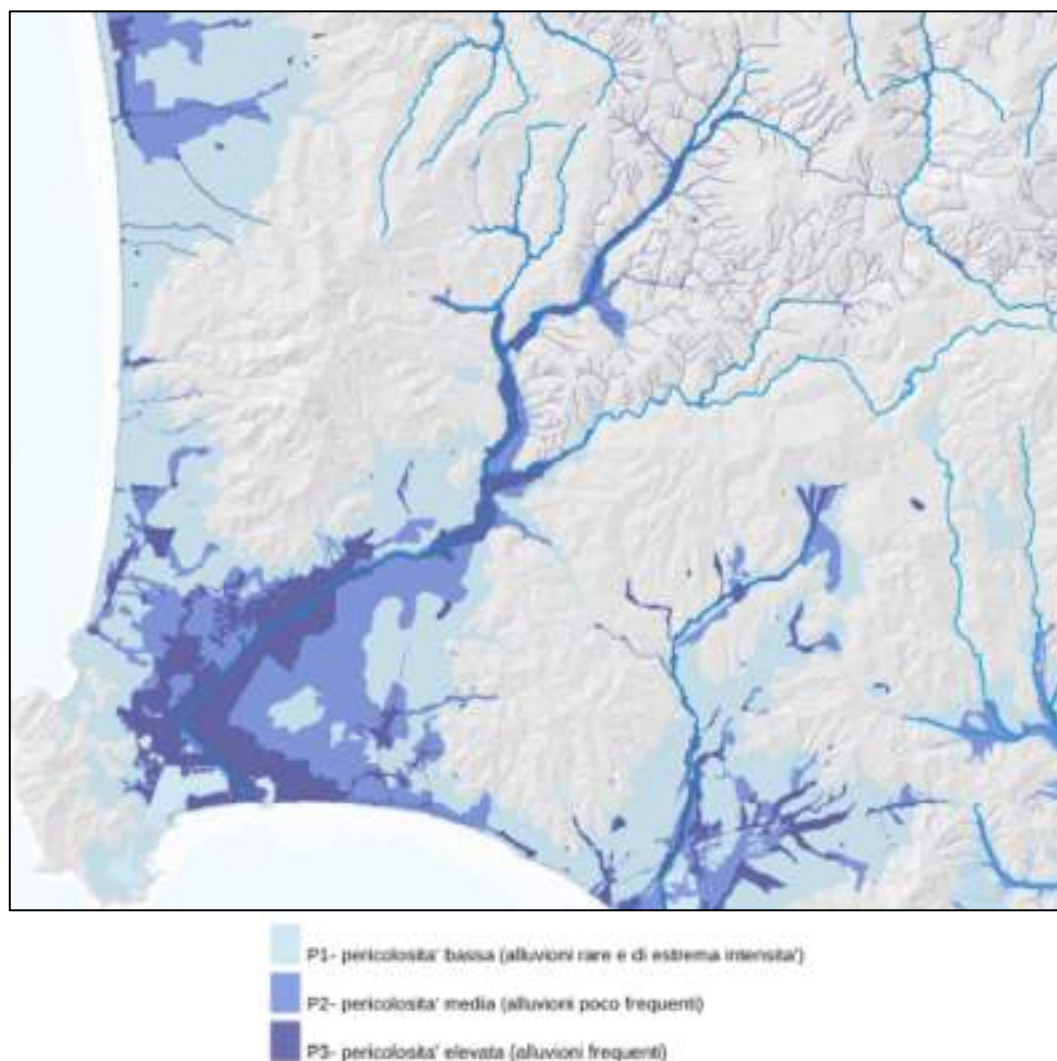 P1- pericolosita' bassa (alluvioni rare e di estrema intensita')
P2- pericolosita' media (alluvioni poco frequenti)
P3- pericolosita' elevata (alluvioni frequenti)